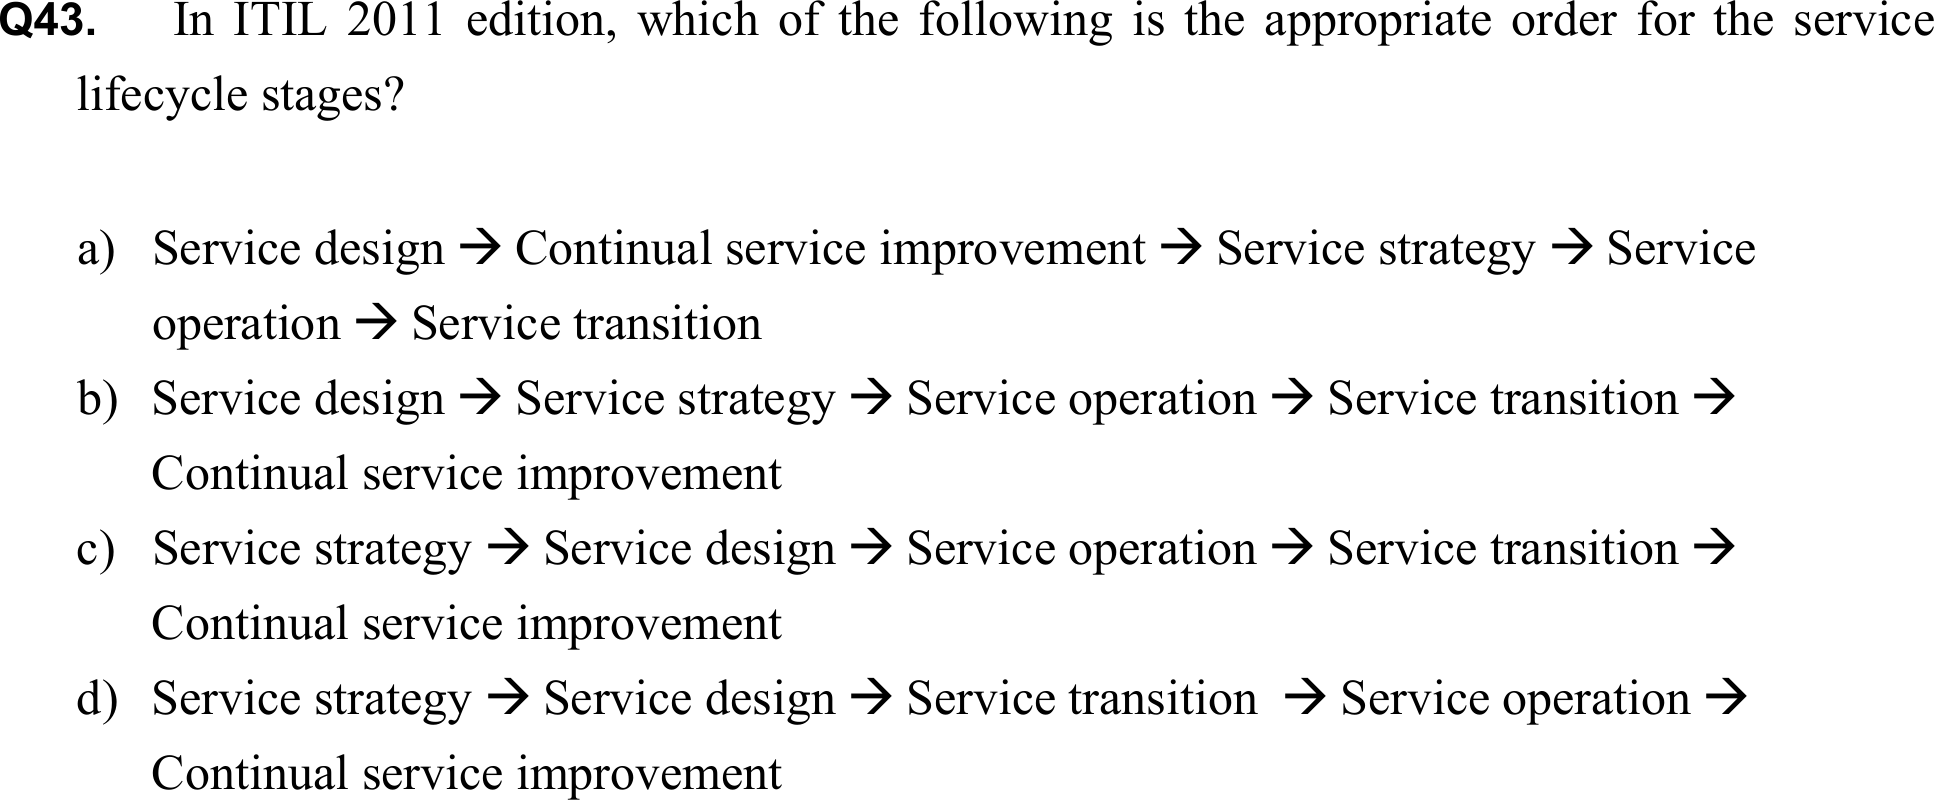 Q43. In ITIL 2011 edition, which of the following is the appropriate order for the service
lifecycle stages?
a) Service design → Continual service improvement → Service strategy → Service
operation → Service transition
b) Service design → Service strategy → Service operation → Service transition →
Continual service improvement
c) Service strategy → Service design → Service operation → Service transition →
Continual service improvement
d) Service strategy → Service design → Service transition → Service operation →
Continual service improvement